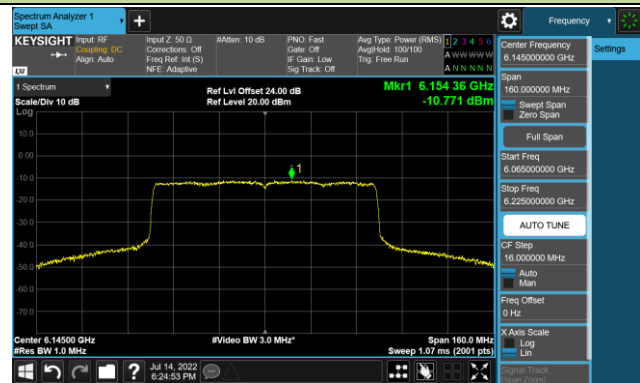 Spectrum Analyzer 1
Swept SA
Frequency
KEYSIGHT
Input: RF
Coupling: DC
Align: Auto
Input Z: 50 Ω
Corrections: Off
Freq Ref: Int (S)
NFE: Adaptive
#Atten: 10 dB
PNO: Fast
Gate: Off
IF Gain: Low
Sig Track: Off
Avg Type: Power (RMS)
Avg|Hold: 100/100
Trig: Free Run
1 2 3 4 5 6
A W W W W W
A N N N N N
LXI
1 Spectrum
Scale/Div 10 dB
Ref Lvl Offset 24.00 dB
Ref Level 20.00 dBm
Mkr1 6.154 36 GHz
-10.771 dBm
Log
10.0
0.00
-10.0
-20.0
-30.0
-40.0
-50.0
-60.0
-70.0
1
Center 6.14500 GHz
#Res BW 1.0 MHz
#Video BW 3.0 MHz*
Span 160.0 MHz
Sweep 1.07 ms (2001 pts)
Jul 14, 2022
6:24:53 PM
Center Frequency
6.145000000 GHz
Settings
Span
160.000000 MHz
Swept Span
Zero Span
Full Span
Start Freq
6.065000000 GHz
Stop Freq
6.225000000 GHz
AUTO TUNE
CF Step
16.000000 MHz
Auto
Man
Freq Offset
0 Hz
X Axis Scale
Log
Lin
Signal Track
(Span Zoom)